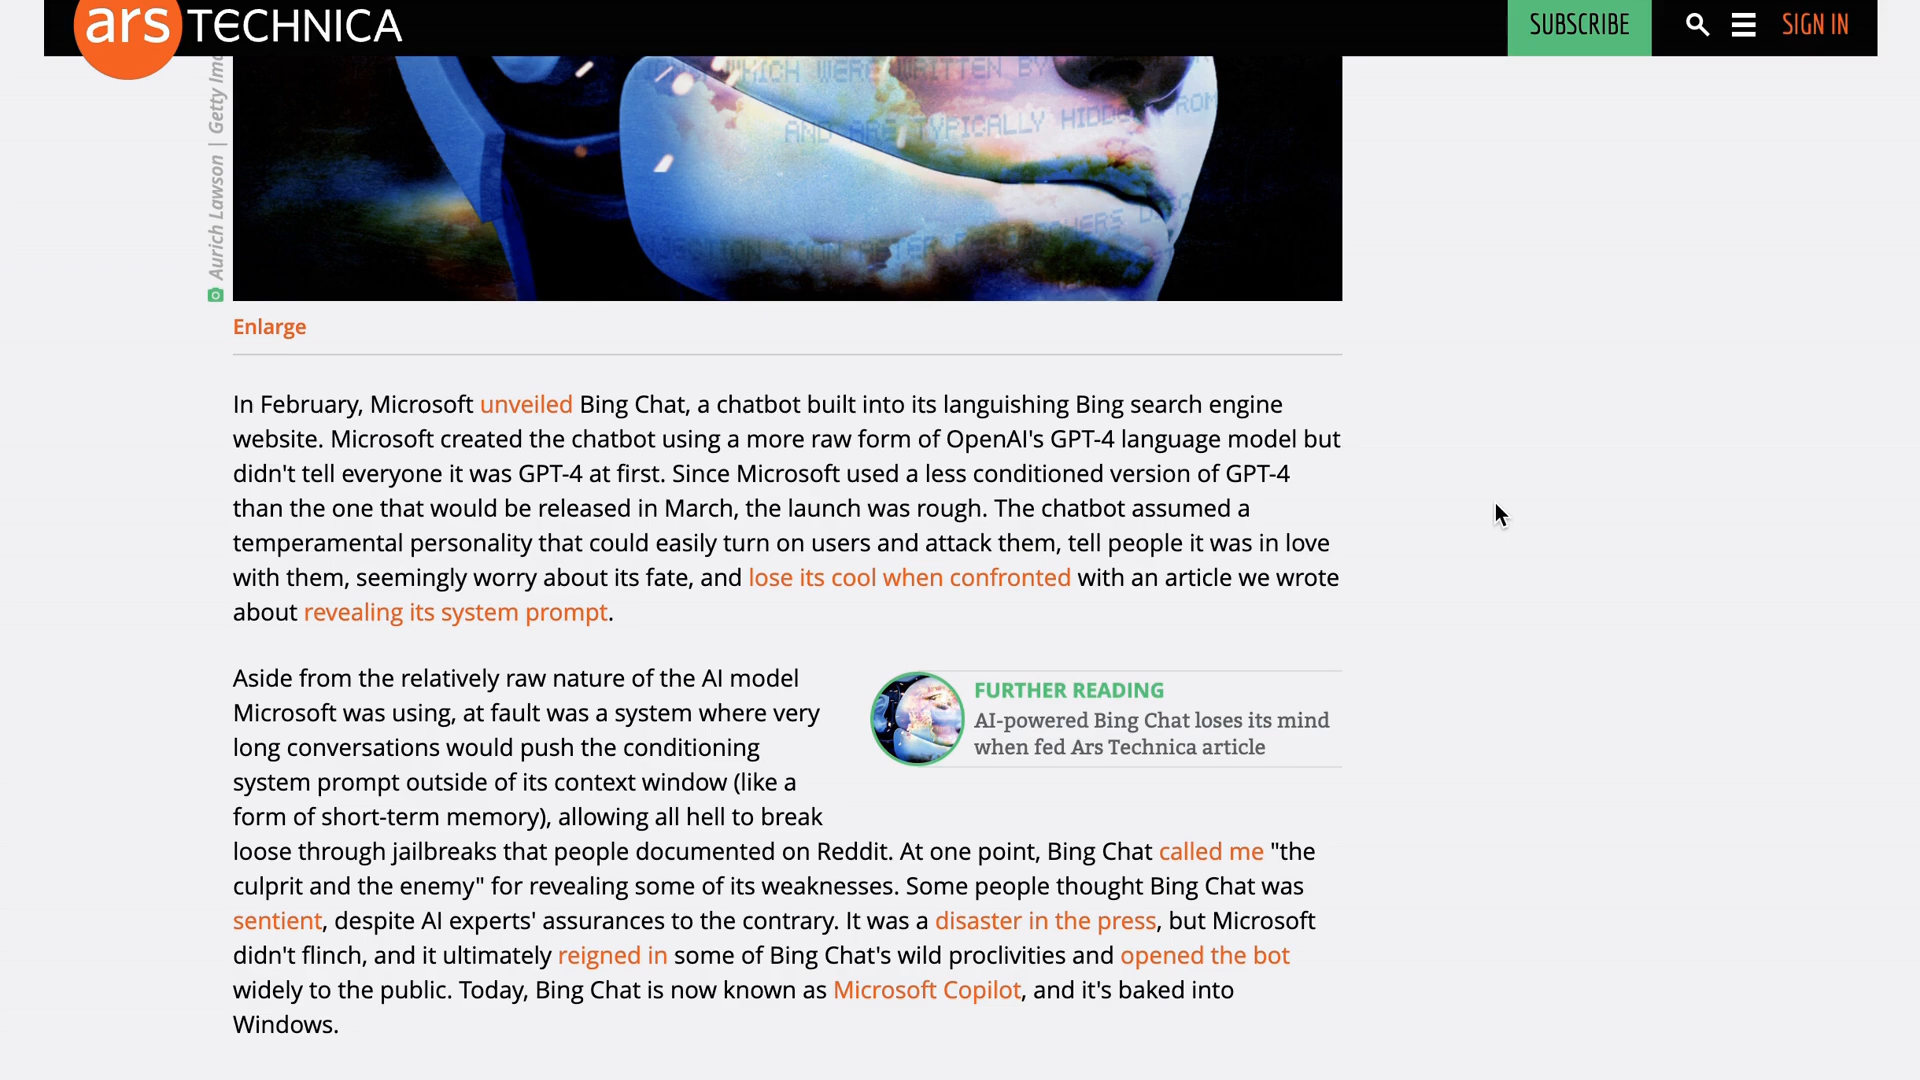 ars TECHNICA
SUBSCRIBE
SIGN IN
WHICH WERE WRITTEN BY
AND ARE TYPICALLY HIDDEN FROM
Aurich Lawson | Getty
Enlarge
In February, Microsoft unveiled Bing Chat, a chatbot built into its languishing Bing search engine
website. Microsoft created the chatbot using a more raw form of OpenAI's GPT-4 language model but
didn't tell everyone it was GPT-4 at first. Since Microsoft used a less conditioned version of GPT-4
than the one that would be released in March, the launch was rough. The chatbot assumed a
temperamental personality that could easily turn on users and attack them, tell people it was in love
with them, seemingly worry about its fate, and lose its cool when confronted with an article we wrote
about revealing its system prompt.
Aside from the relatively raw nature of the AI model
Microsoft was using, at fault was a system where very
long conversations would push the conditioning
system prompt outside of its context window (like a
form of short-term memory), allowing all hell to break
loose through jailbreaks that people documented on Reddit. At one point, Bing Chat called me "the
culprit and the enemy" for revealing some of its weaknesses. Some people thought Bing Chat was
sentient, despite AI experts' assurances to the contrary. It was a disaster in the press, but Microsoft
didn't flinch, and it ultimately reigned in some of Bing Chat's wild proclivities and opened the bot
widely to the public. Today, Bing Chat is now known as Microsoft Copilot, and it's baked into
Windows.
FURTHER READING
AI-powered Bing Chat loses its mind
when fed Ars Technica article